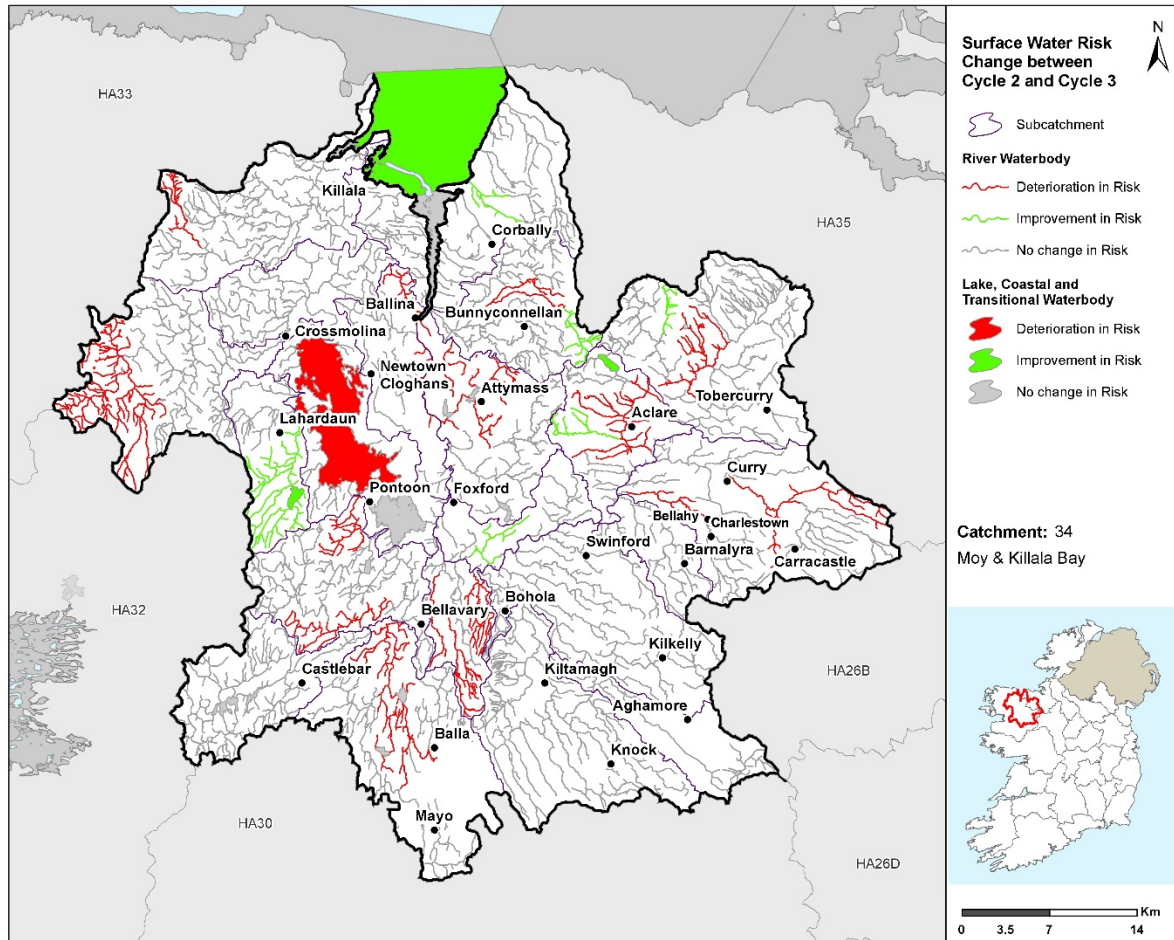 HA33
HA35
Killala
Corbally
Ballina
Bunnyconnellan
Crossmolina
Newtown
Cloghans
Attymass
Tobercurry
Aclare
Lahardaun
Curry
Pontoon
Foxford
Bellahy
Charlestown
Swinford
Barnalyra
Carracastle
HA32
Bohola
Bellavary
Kilkelly
HA26B
Castlebar
Kiltamagh
Aghamore
Balla
Knock
Mayo
HA30
HA26D
Surface Water Risk
Change between
Cycle 2 and Cycle 3
N
Subcatchment
River Waterbody
Deterioration in Risk
Improvement in Risk
No change in Risk
Lake, Coastal and
Transitional Waterbody
Deterioration in Risk
Improvement in Risk
No change in Risk
Catchment: 34
Moy & Killala Bay
Km
0 3.5 7 14